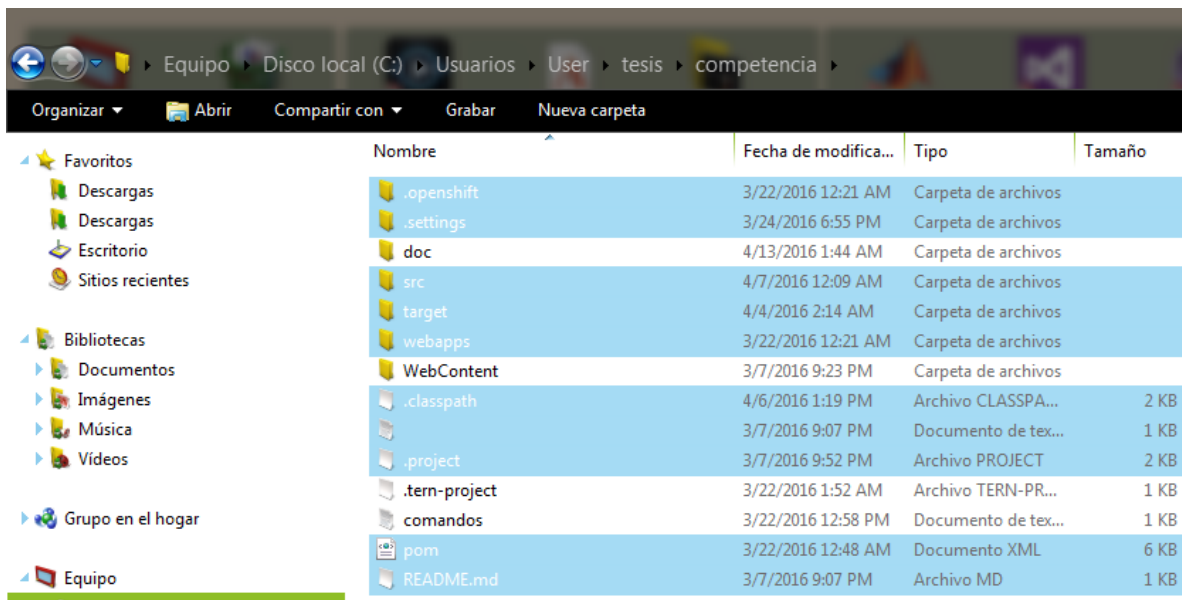 Equipo Disco local (C:) Usuarios User tesis competencia
Organizar Abrir Compartir con Grabar Nueva carpeta
Favoritos
Descargas
Descargas
Escritorio
Sitios recientes
Bibliotecas
Documentos
Imágenes
Música
Vídeos
Grupo en el hogar
Equipo
Nombre Fecha de modifica... Tipo Tamaño
.openshift 3/22/2016 12:21 AM Carpeta de archivos
.settings 3/24/2016 6:55 PM Carpeta de archivos
doc 4/13/2016 1:44 AM Carpeta de archivos
src 4/7/2016 12:09 AM Carpeta de archivos
target 4/4/2016 2:14 AM Carpeta de archivos
webapps 3/22/2016 12:21 AM Carpeta de archivos
WebContent 3/7/2016 9:23 PM Carpeta de archivos
.classpath 4/6/2016 1:19 PM Archivo CLASSPA... 2 KB
3/7/2016 9:07 PM Documento de tex... 1 KB
.project 3/7/2016 9:52 PM Archivo PROJECT 2 KB
.tern-project 3/22/2016 1:52 AM Archivo TERN-PR... 1 KB
comandos 3/22/2016 12:58 PM Documento de tex... 1 KB
pom 3/22/2016 12:48 AM Documento XML 6 KB
README.md 3/7/2016 9:07 PM Archivo MD 1 KB